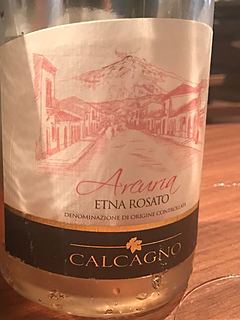 Arcuria
ETNA ROSATO
DENOMINAZIONE DI ORIGINE CONTROLLATA
CALCAGNO